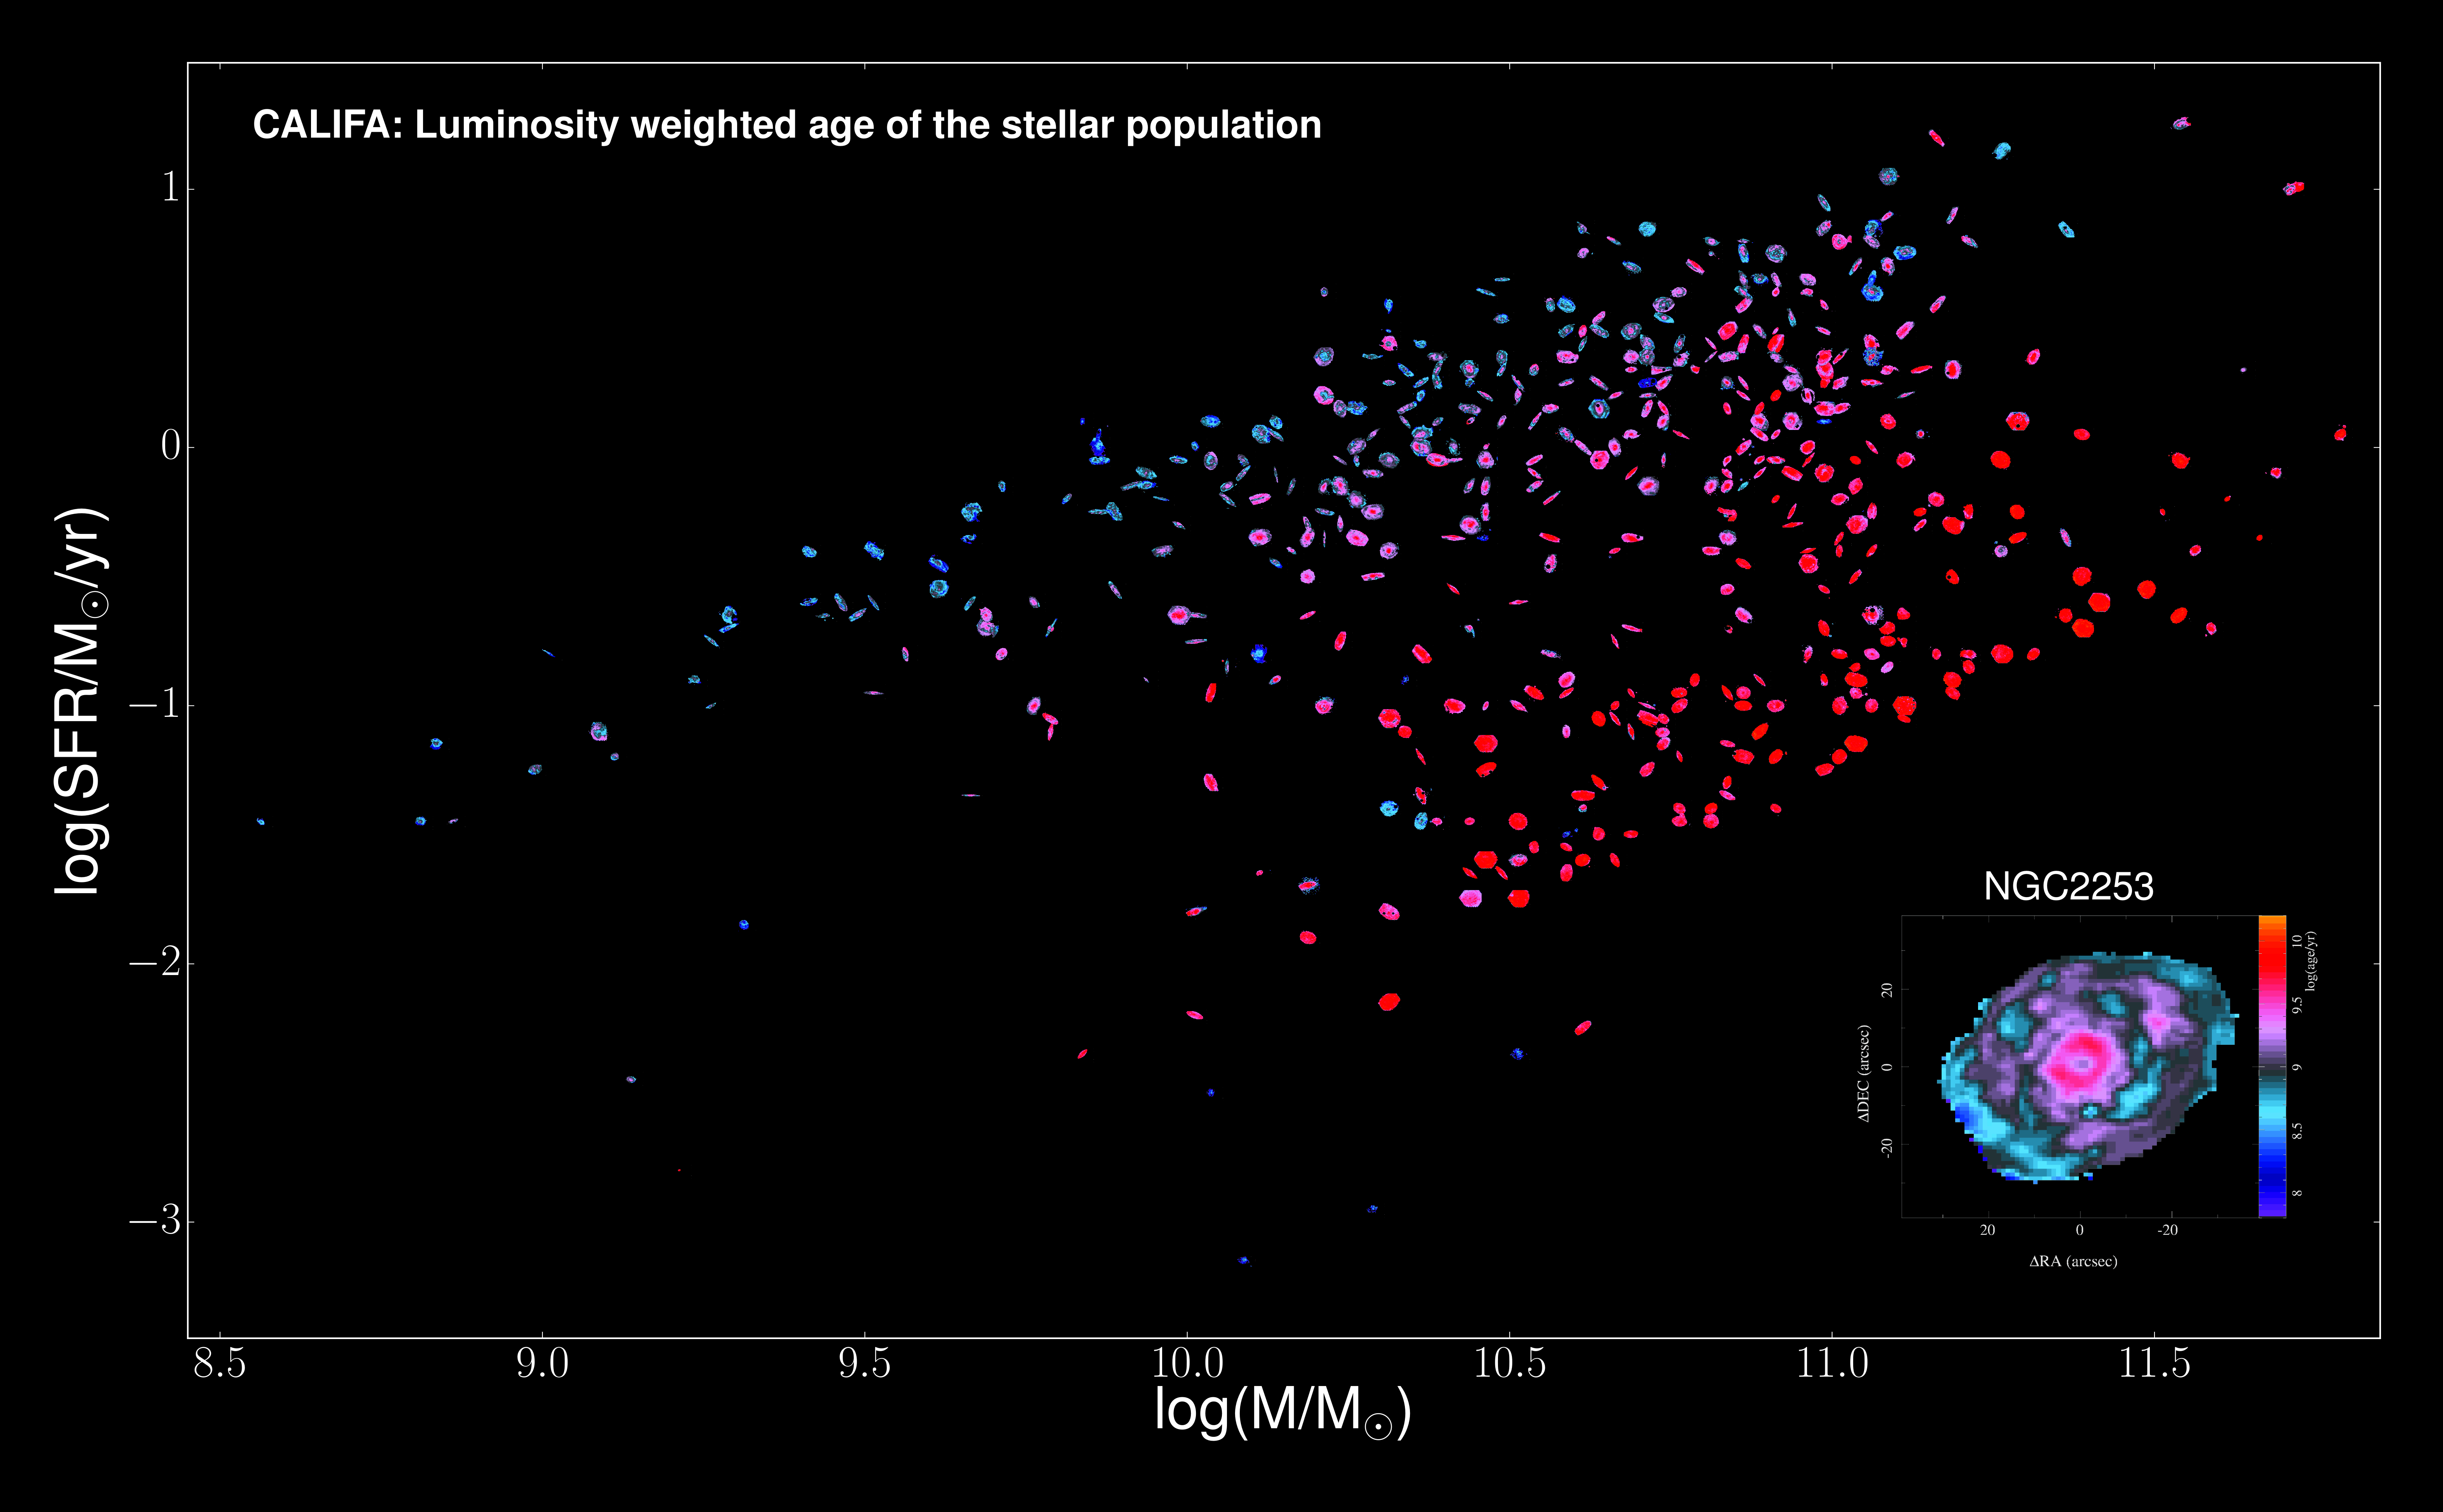 CALIFA: Luminosity weighted age of the stellar population
1
0
−1
−2
−3
log(SFR/M⊙/yr)
8.5 9.0 9.5 10.0 10.5 11.0 11.5
log(M/M⊙)
NGC2253
20
0
-20
ΔDEC (arcsec)
20 0 -20
ΔRA (arcsec)
10
9.5
9
8.5
8
log(age/yr)